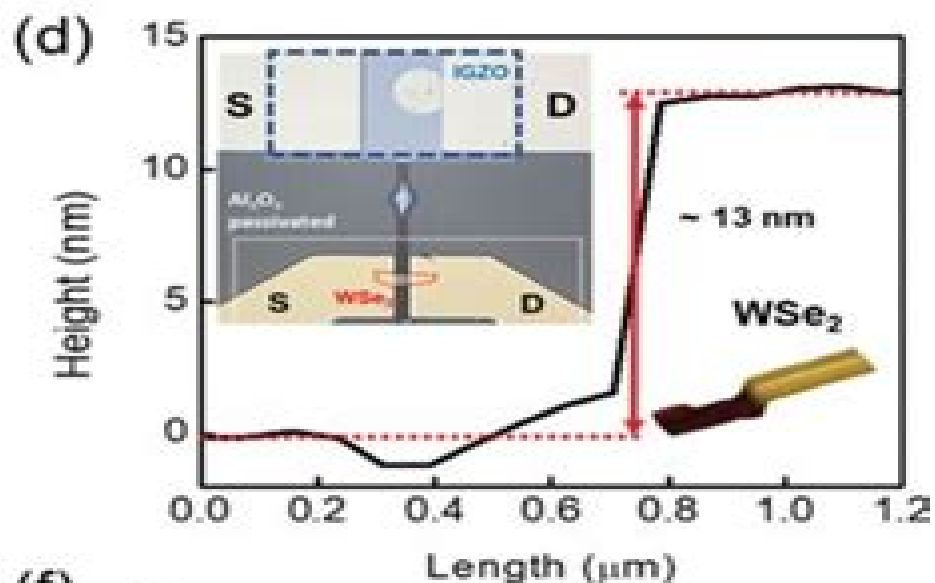 (d)
15
10
5
0
Height (nm)
S
IGZO
D
Al₂O₃
passivated
S
WSe
D
~ 13 nm
WSe₂
0.0 0.2 0.4 0.6 0.8 1.0 1.2
Length (μm)
(f)